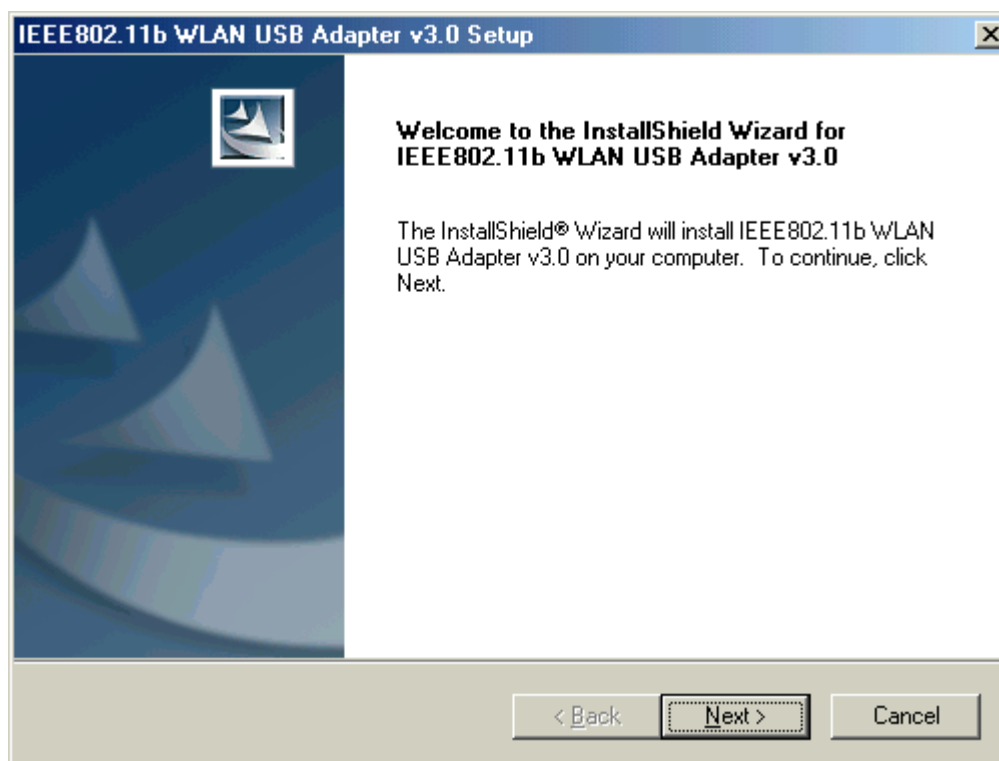 IEEE802.11b WLAN USB Adapter v3.0 Setup
Welcome to the InstallShield Wizard for
IEEE802.11b WLAN USB Adapter v3.0
The InstallShield® Wizard will install IEEE802.11b WLAN
USB Adapter v3.0 on your computer. To continue, click
Next.
< Back
Next >
Cancel